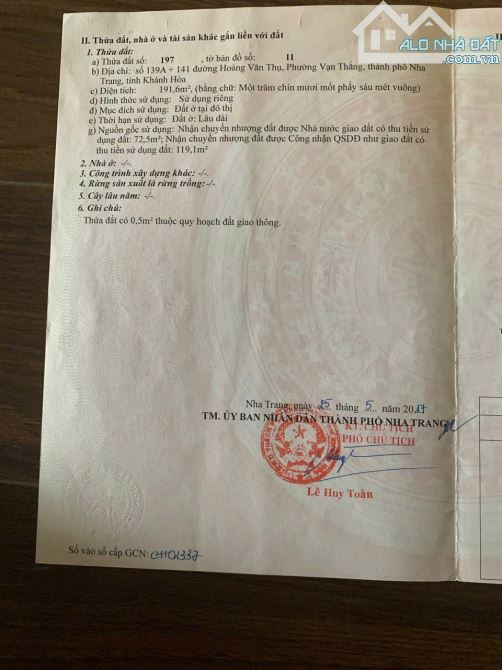 ALO NHÀ ĐẤT
.com.vn
II. Thửa đất, nhà ở và tài sản khác gắn liền với đất
1. Thửa đất:
a) Thửa đất số: 197 , tờ bản đồ số: 11
b) Địa chỉ: số 139A + 141 đường Hoàng Văn Thụ, Phường Vạn Thắng, thành phố Nha
Trang, tỉnh Khánh Hòa
c) Diện tích: 191,6m², (bằng chữ: Một trăm chín mươi mốt phẩy sáu mét vuông)
d) Hình thức sử dụng: Sử dụng riêng
đ) Mục đích sử dụng: Đất ở tại đô thị
e) Thời hạn sử dụng: Đất ở: Lâu dài
g) Nguồn gốc sử dụng: Nhận chuyển nhượng đất được Nhà nước giao đất có thu tiền sử
dụng đất: 72,5m²; Nhận chuyển nhượng đất được Công nhận QSDĐ như giao đất có
thu tiền sử dụng đất: 119,1m²
2. Nhà ở: -/-.
3. Công trình xây dựng khác: -/-
4. Rừng sản xuất là rừng trồng: -/-
5. Cây lâu năm: -/-.
6. Ghi chú:
Thửa đất có 0,5m² thuộc quy hoạch đất giao thông.
Nha Trang, ngày 25 tháng 5 năm 2017
TM. ỦY BAN NHÂN DÂN THÀNH PHỐ NHA TRANG
KT. CHỦ TỊCH
PHÓ CHỦ TỊCH
Lê Huy Toàn
Số vào sổ cấp GCN: CH01337